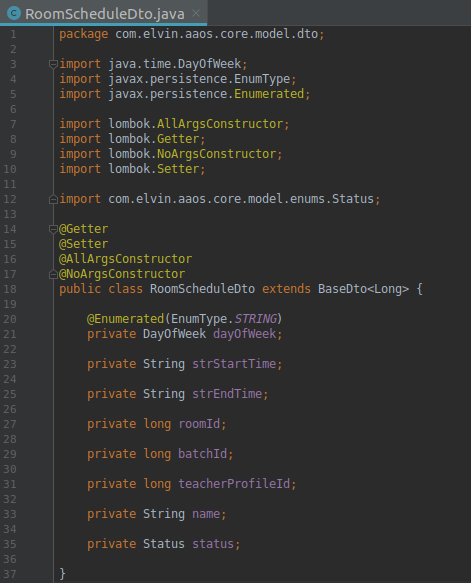 RoomScheduleDto.java
1 package com.elvin.aaos.core.model.dto;
2
3 import java.time.DayOfWeek;
4 import javax.persistence.EnumType;
5 import javax.persistence.Enumerated;
6
7 import lombok.AllArgsConstructor;
8 import lombok.Getter;
9 import lombok.NoArgsConstructor;
10 import lombok.Setter;
11
12 import com.elvin.aaos.core.model.enums.Status;
13
14 @Getter
15 @Setter
16 @AllArgsConstructor
17 @NoArgsConstructor
18 public class RoomScheduleDto extends BaseDto<Long> {
19
20 @Enumerated(EnumType.STRING)
21 private DayOfWeek dayOfWeek;
22
23 private String strStartTime;
24
25 private String strEndTime;
26
27 private long roomId;
28
29 private long batchId;
30
31 private long teacherProfileId;
32
33 private String name;
34
35 private Status status;
36
37 }